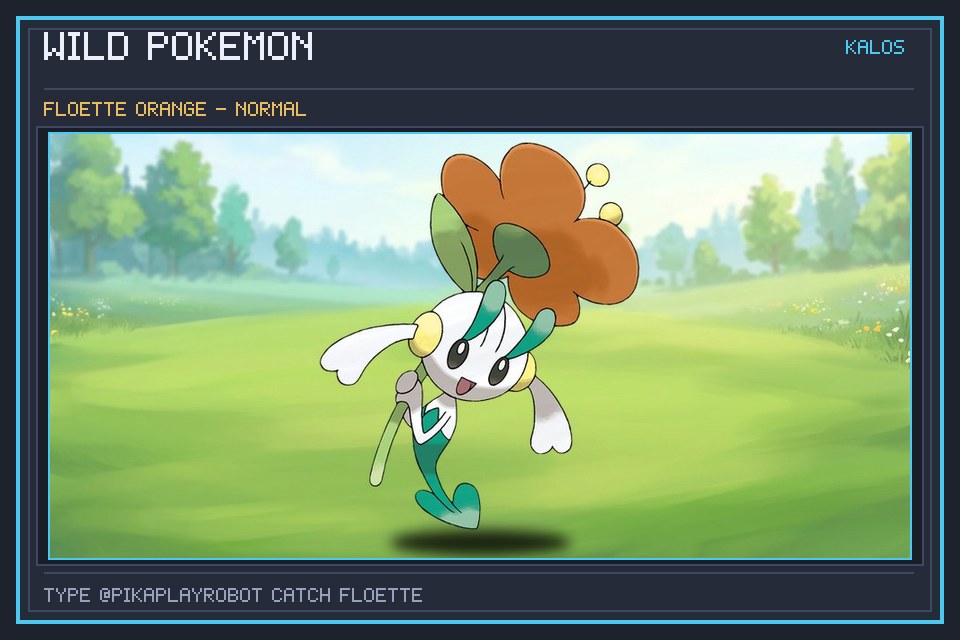 WILD POKEMON
KALOS
FLOETTE ORANGE - NORMAL
TYPE @PIKAPLAYROBOT CATCH FLOETTE